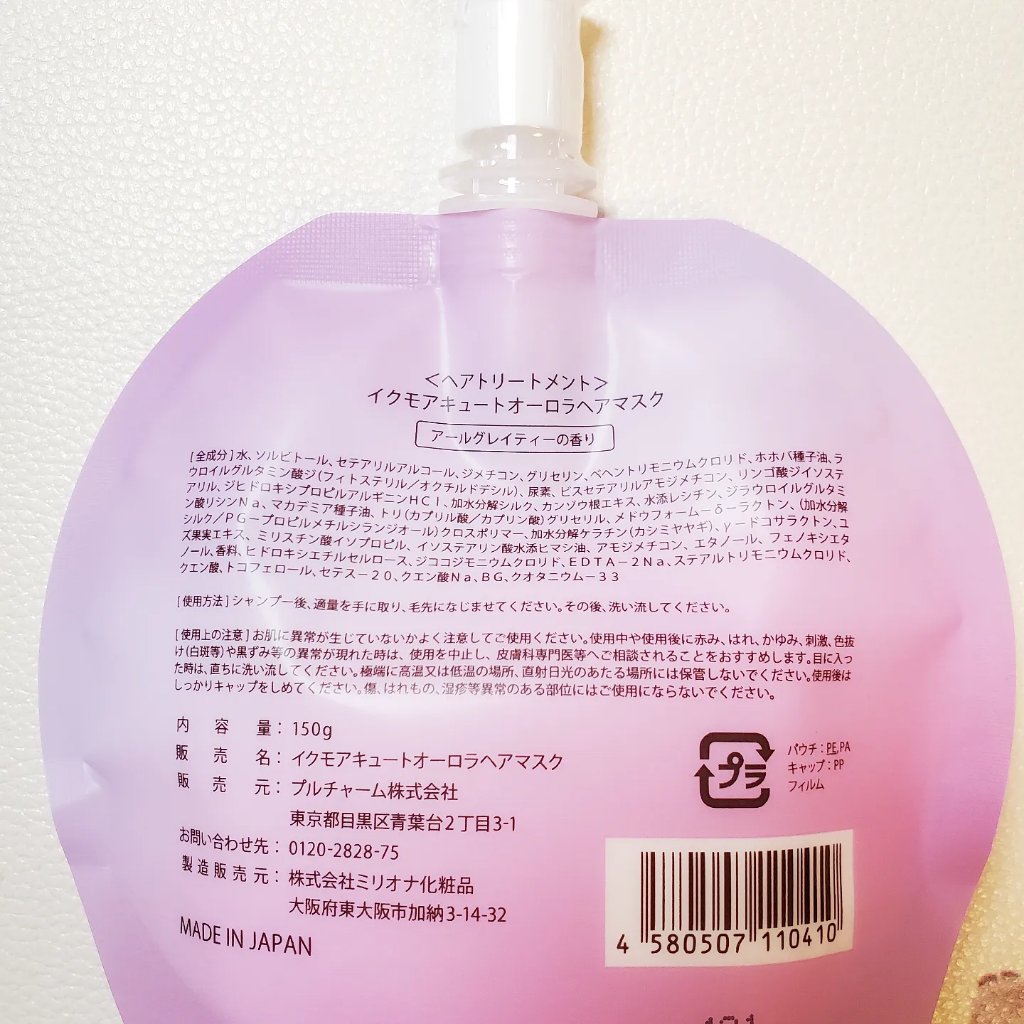 ＜ヘアトリートメント＞
イクモアキュートオーロラヘアマスク
アールグレイティーの香り
[全成分]水、ソルビトール、セテアリルアルコール、ジメチコン、グリセリン、ベヘントリモニウムクロリド、ホホバ種子油、ラ
ウロイルグルタミン酸ジ(フィトステリル/オクチルドデシル)、尿素、ビスセテアリルアモジメチコン、リンゴ酸ジイソステ
アリル、ジヒドロキシプロピルアルギニンHCl、加水分解シルク、カンゾウ根エキス、水添レシチン、ジラウロイルグルタミ
ン酸リシンNa、マカデミア種子油、トリ(カプリル酸/カプリン酸)グリセリル、メドウフォーム－δ－ラクトン、(加水分解
シルク/PG－プロピルメチルシランジオール)クロスポリマー、加水分解ケラチン(カシミヤヤギ)、γ－ドコサラクトン、ユ
ズ果実エキス、ミリスチン酸イソプロピル、イソステアリン酸水添ヒマシ油、アモジメチコン、エタノール、フェノキシエタ
ノール、香料、ヒドロキシエチルセルロース、ジココジモニウムクロリド、EDTA－2Na、ステアルトリモニウムクロリド、
クエン酸、トコフェロール、セテス－20、クエン酸Na、BG、クオタニウム－33
[使用方法]シャンプー後、適量を手に取り、毛先になじませてください。その後、洗い流してください。
[使用上の注意]お肌に異常が生じていないかよく注意してご使用ください。使用中や使用後に赤み、はれ、かゆみ、刺激、色抜
け(白斑等)や黒ずみ等の異常が現れた時は、使用を中止し、皮膚科専門医等へご相談されることをおすすめします。目に入っ
た時は、直ちに洗い流してください。極端に高温又は低温の場所、直射日光のあたる場所には保管しないでください。使用後は
しっかりキャップをしめてください。傷、はれもの、湿疹等異常のある部位にはご使用にならないでください。
内容量：150g
販売名：イクモアキュートオーロラヘアマスク
販売元：プルチャーム株式会社
東京都目黒区青葉台2丁目3-1
お問い合わせ先：0120-2828-75
製造販売元：株式会社ミリオナ化粧品
大阪府東大阪市加納3-14-32
MADE IN JAPAN
プラ
パウチ：PE,PA
キャップ：PP
フィルム
4 580507 110410